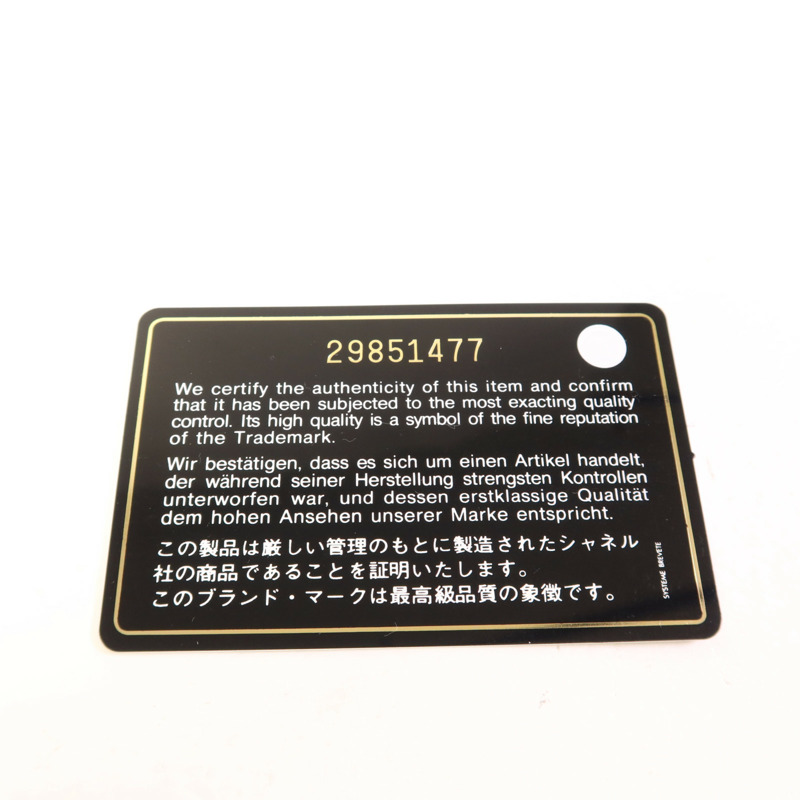 29851477
We certify the authenticity of this item and confirm
that it has been subjected to the most exacting quality
control. Its high quality is a symbol of the fine reputation
of the Trademark.
Wir bestätigen, dass es sich um einen Artikel handelt,
der während seiner Herstellung strengsten Kontrollen
unterworfen war, und dessen erstklassige Qualität
dem hohen Ansehen unserer Marke entspricht.
この製品は厳しい管理のもとに製造されたシャネル
社の商品であることを証明いたします。
このブランド・マークは最高級品質の象徴です。
SYSTEME BREVETE